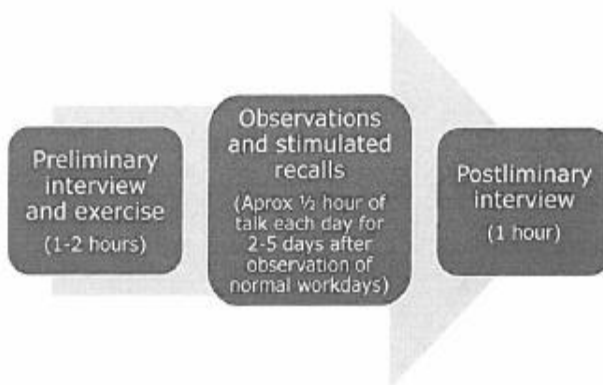 Preliminary
interview
and exercise
(1-2 hours)
Observations
and stimulated
recalls
(Aprox ½ hour of
talk each day for
2-5 days after
observation of
normal workdays)
Postliminary
interview
(1 hour)